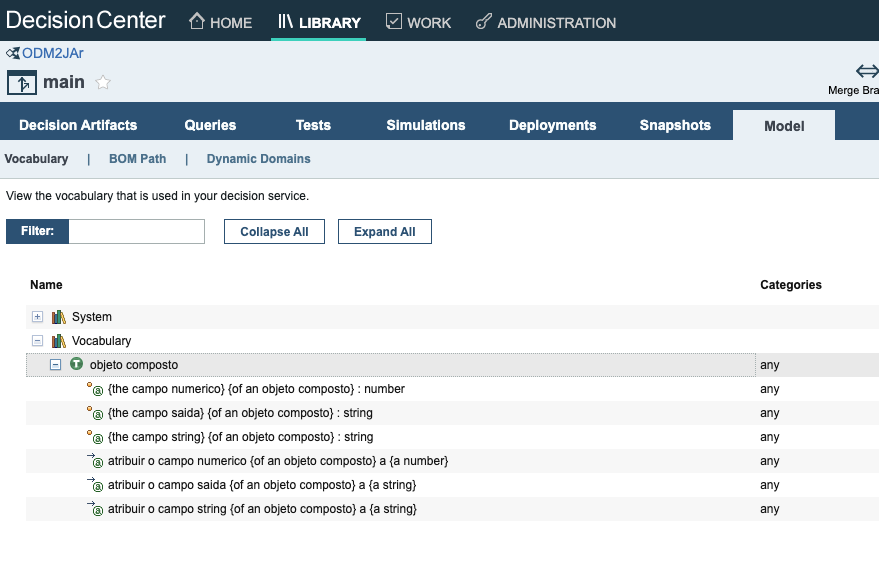 Decision Center HOME LIBRARY WORK ADMINISTRATION
ODM2JAr
main
Merge Bra
Decision Artifacts Queries Tests Simulations Deployments Snapshots Model
Vocabulary | BOM Path | Dynamic Domains
View the vocabulary that is used in your decision service.
Filter: Collapse All Expand All
Name Categories
System
Vocabulary
objeto composto any
{the campo numerico} {of an objeto composto} : number any
{the campo saida} {of an objeto composto} : string any
{the campo string} {of an objeto composto} : string any
atribuir o campo numerico {of an objeto composto} a {a number} any
atribuir o campo saida {of an objeto composto} a {a string} any
atribuir o campo string {of an objeto composto} a {a string} any